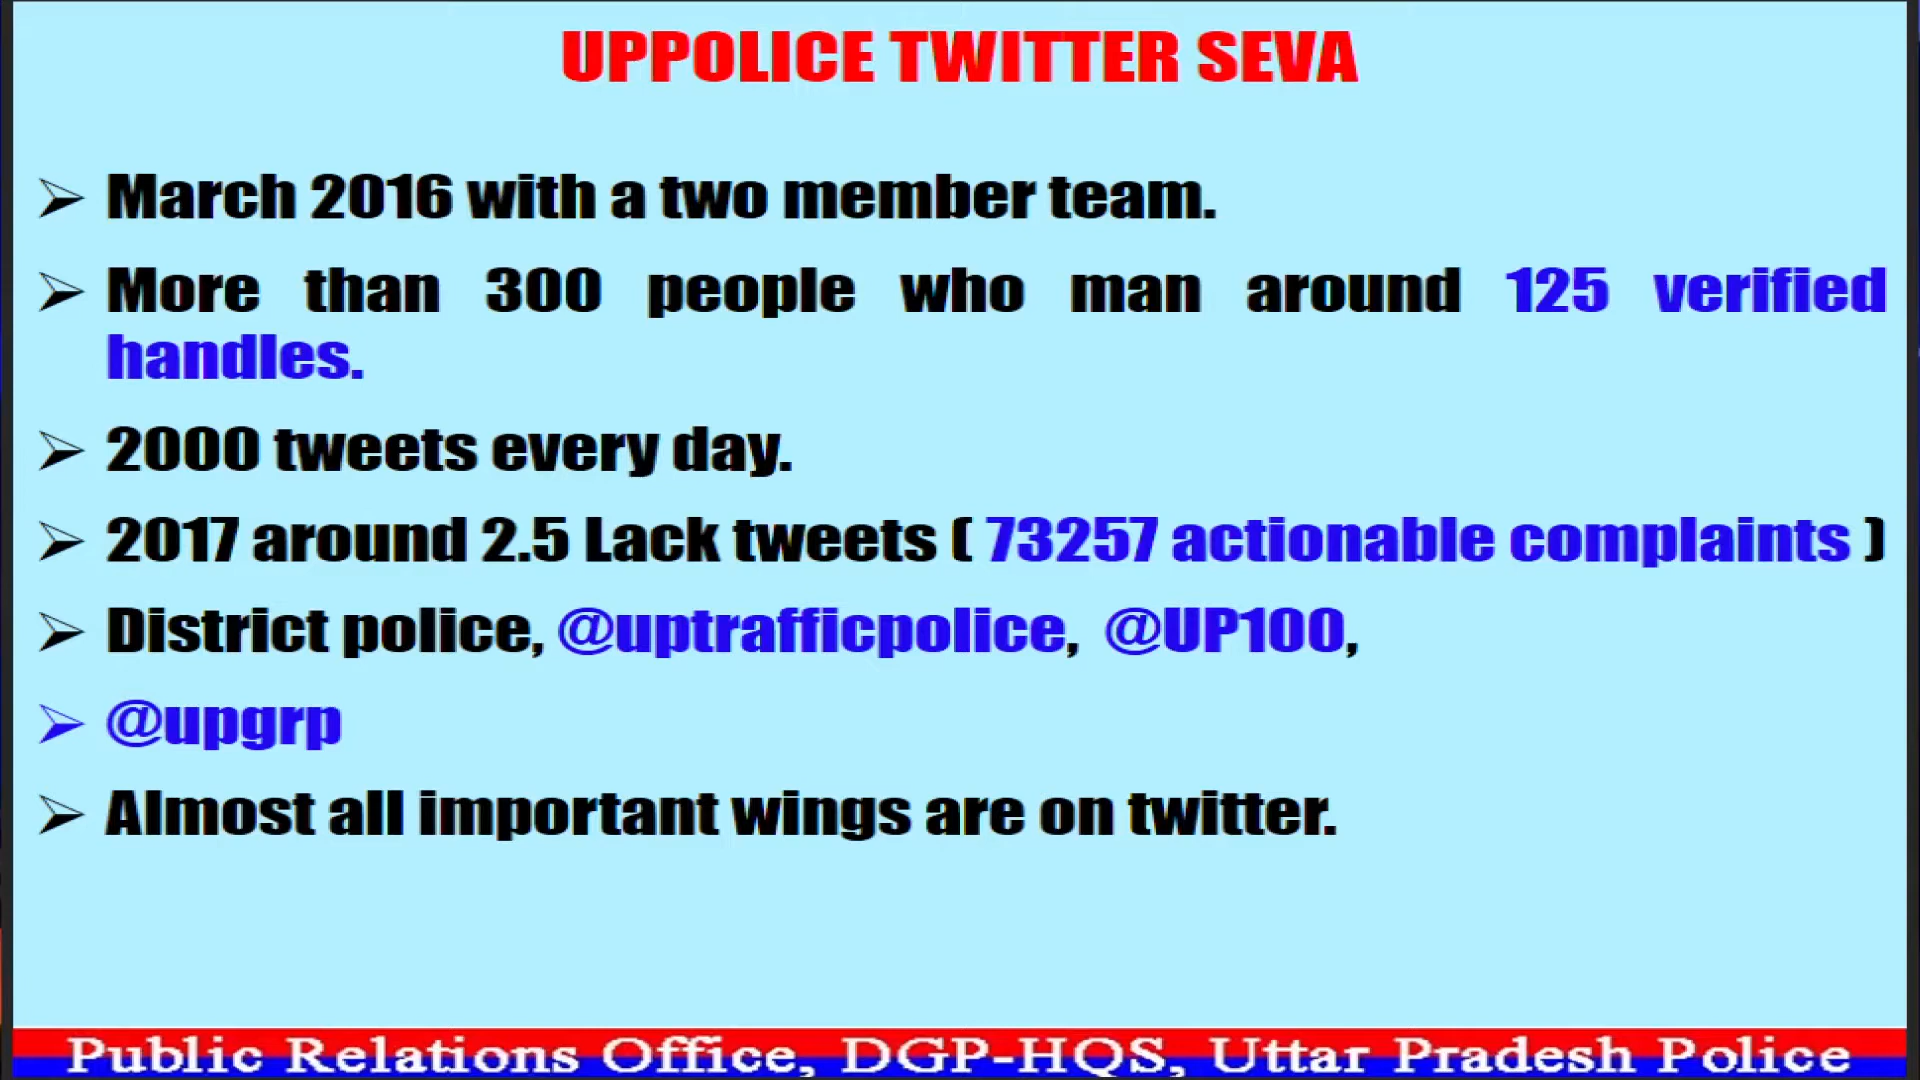 UPPOLICE TWITTER SEVA
➢ March 2016 with a two member team.
➢ More than 300 people who man around 125 verified
handles.
➢ 2000 tweets every day.
➢ 2017 around 2.5 Lack tweets ( 73257 actionable complaints )
➢ District police, @uptrafficpolice, @UP100,
➢ @upgrp
➢ Almost all important wings are on twitter.
Public Relations Office, DGP-HQS, Uttar Pradesh Police